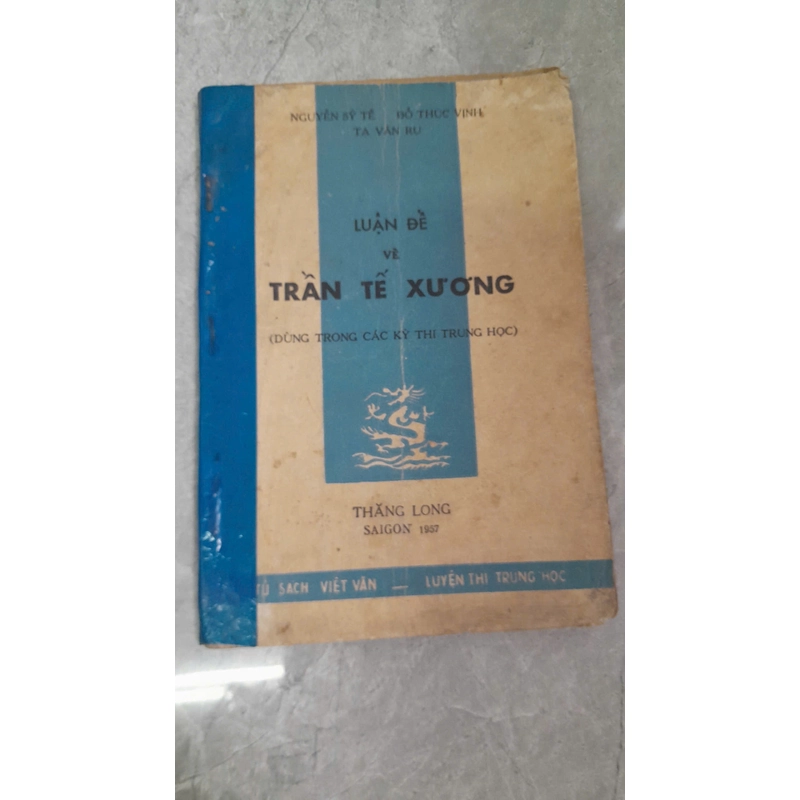 NGUYỄN SỸ TẾ ĐỖ THÚC VỊNH
TẠ VĂN RU
LUẬN ĐỀ
VỀ
TRẦN TẾ XƯƠNG
(DÙNG TRONG CÁC KỲ THI TRUNG HỌC)
THĂNG LONG
SAIGON 1957
TỦ SÁCH VIỆT VĂN — LUYỆN THI TRUNG HỌC